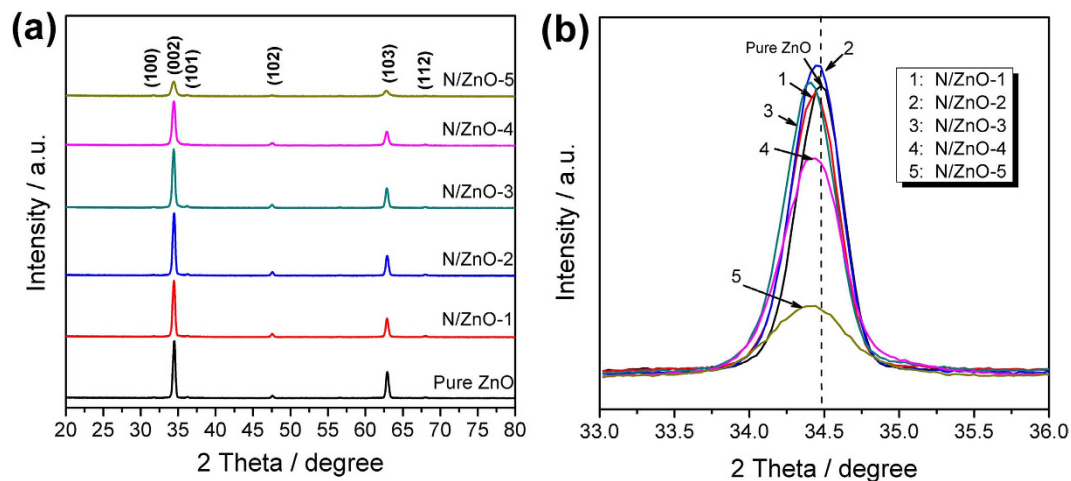 (a)
(100)
(002)
(101)
(102)
(103)
(112)
N/ZnO-5
N/ZnO-4
N/ZnO-3
N/ZnO-2
N/ZnO-1
Pure ZnO
Intensity / a.u.
20 25 30 35 40 45 50 55 60 65 70 75 80
2 Theta / degree
(b)
Pure ZnO
2
1
3
4
5
1: N/ZnO-1
2: N/ZnO-2
3: N/ZnO-3
4: N/ZnO-4
5: N/ZnO-5
Intensity / a.u.
33.0 33.5 34.0 34.5 35.0 35.5 36.0
2 Theta / degree